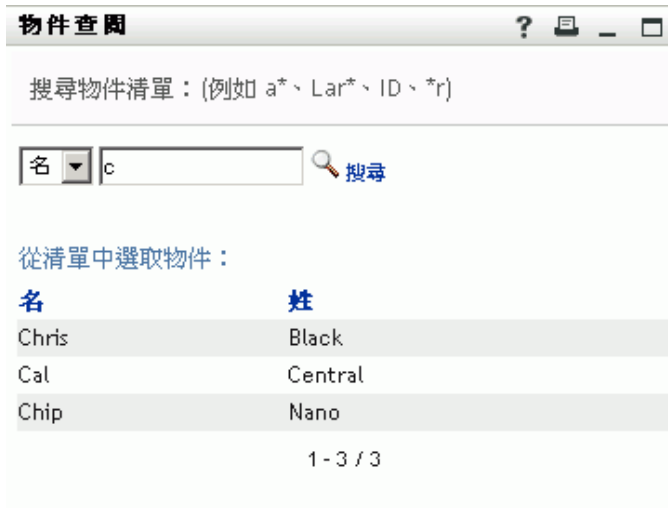 物件查閱 ?
搜尋物件清單：(例如 a*、Lar*、ID、*r)
名 c 搜尋
從清單中選取物件：
名 姓
Chris Black
Cal Central
Chip Nano
1 - 3 / 3